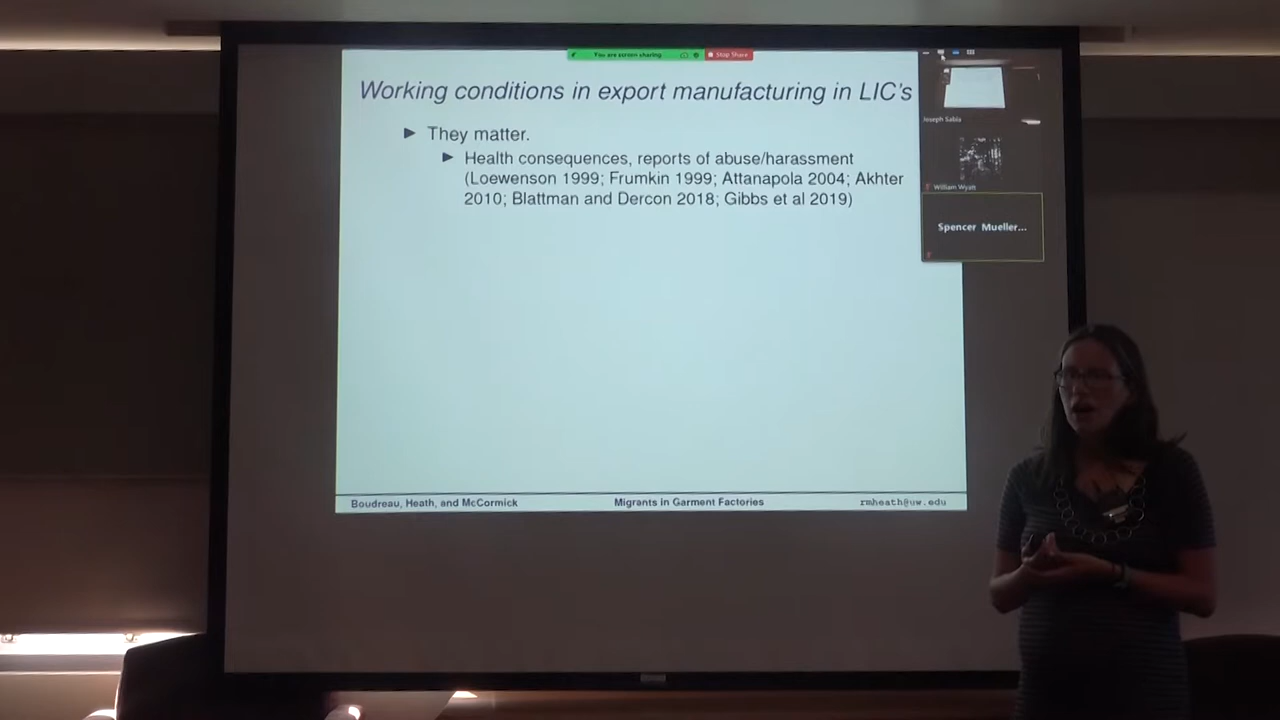 You are screen sharing
Stop Share
Working conditions in export manufacturing in LIC's
They matter.
Health consequences, reports of abuse/harassment
(Loewenson 1999; Frumkin 1999; Attanapola 2004; Akhter
2010; Blattman and Dercon 2018; Gibbs et al 2019)
Joseph Sabia
William Wyatt
Spencer Mueller...
Boudreau, Heath, and McCormick
Migrants in Garment Factories
rmheath@uw.edu